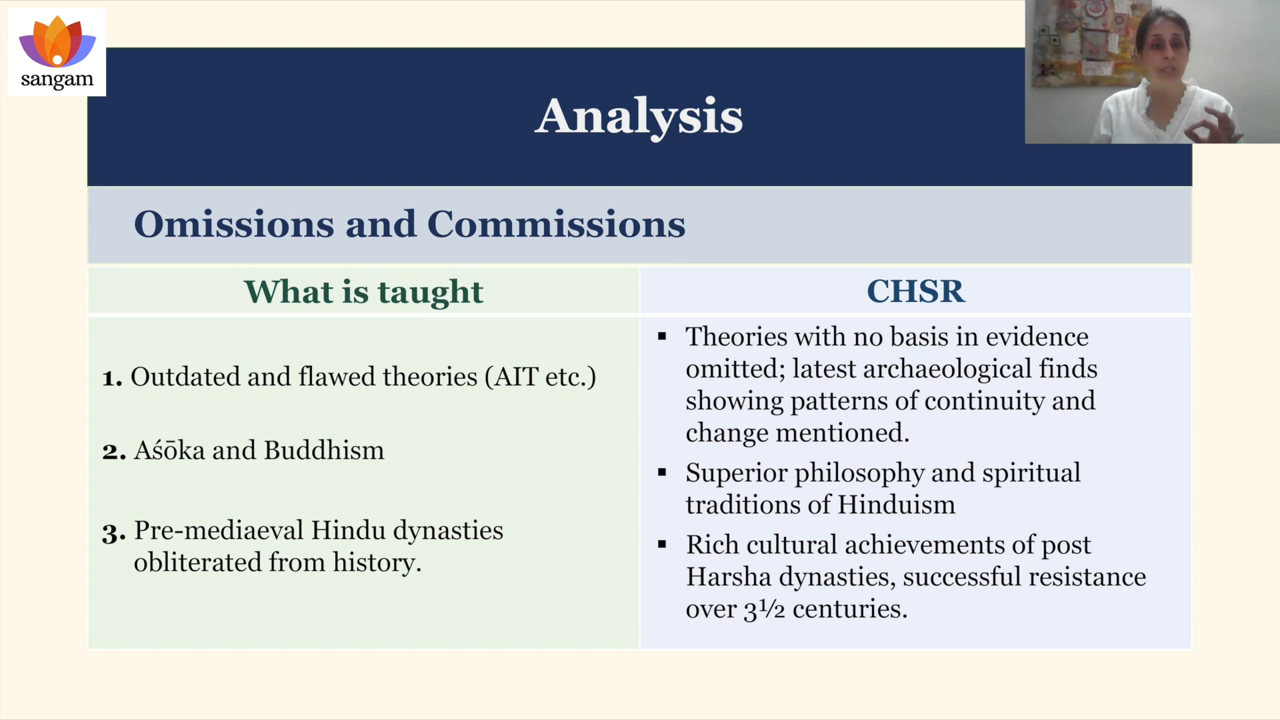 sangam
Analysis
Omissions and Commissions
What is taught
1. Outdated and flawed theories (AIT etc.)
2. Aśōka and Buddhism
3. Pre-mediaeval Hindu dynasties
obliterated from history.
CHSR
▪ Theories with no basis in evidence
omitted; latest archaeological finds
showing patterns of continuity and
change mentioned.
▪ Superior philosophy and spiritual
traditions of Hinduism
▪ Rich cultural achievements of post
Harsha dynasties, successful resistance
over 3½ centuries.